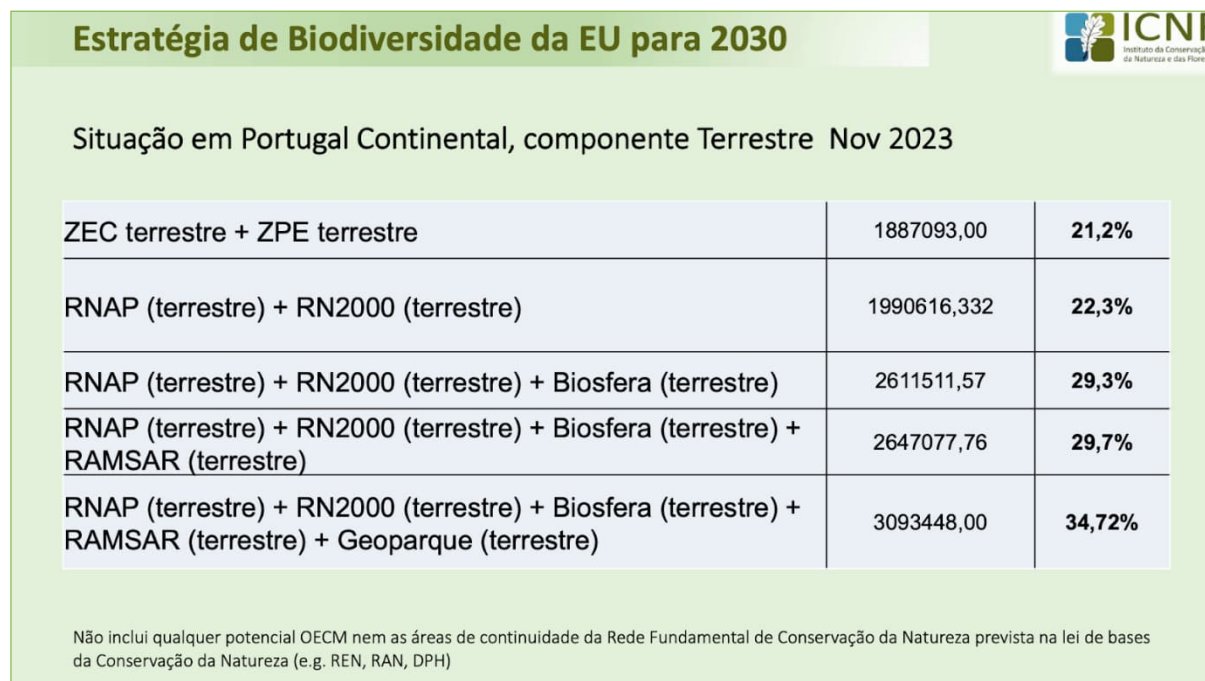 Estratégia de Biodiversidade da EU para 2030
ICNF
Instituto da Conservação
da Natureza e das Flore
Situação em Portugal Continental, componente Terrestre Nov 2023
ZEC terrestre + ZPE terrestre 1887093,00 21,2%
RNAP (terrestre) + RN2000 (terrestre) 1990616,332 22,3%
RNAP (terrestre) + RN2000 (terrestre) + Biosfera (terrestre) 2611511,57 29,3%
RNAP (terrestre) + RN2000 (terrestre) + Biosfera (terrestre) +
RAMSAR (terrestre) 2647077,76 29,7%
RNAP (terrestre) + RN2000 (terrestre) + Biosfera (terrestre) +
RAMSAR (terrestre) + Geoparque (terrestre) 3093448,00 34,72%
Não inclui qualquer potencial OECM nem as áreas de continuidade da Rede Fundamental de Conservação da Natureza prevista na lei de bases
da Conservação da Natureza (e.g. REN, RAN, DPH)